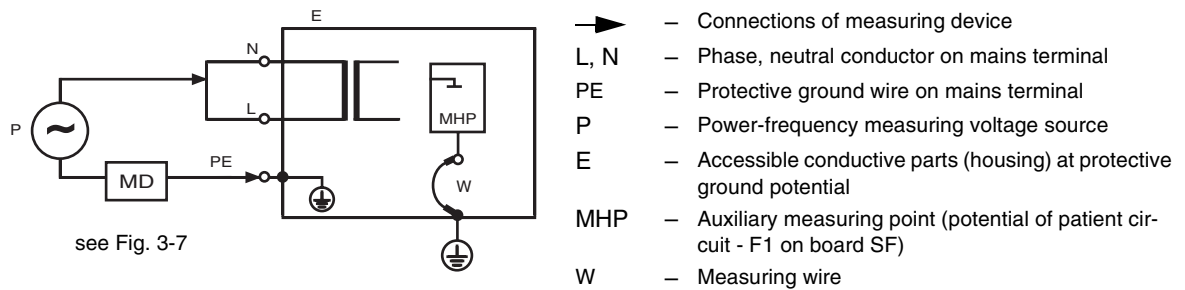 E
N
L
P
~
MD
PE
MHP
W
see Fig. 3-7
– Connections of measuring device
L, N – Phase, neutral conductor on mains terminal
PE – Protective ground wire on mains terminal
P – Power-frequency measuring voltage source
E – Accessible conductive parts (housing) at protective
ground potential
MHP – Auxiliary measuring point (potential of patient cir-
cuit - F1 on board SF)
W – Measuring wire